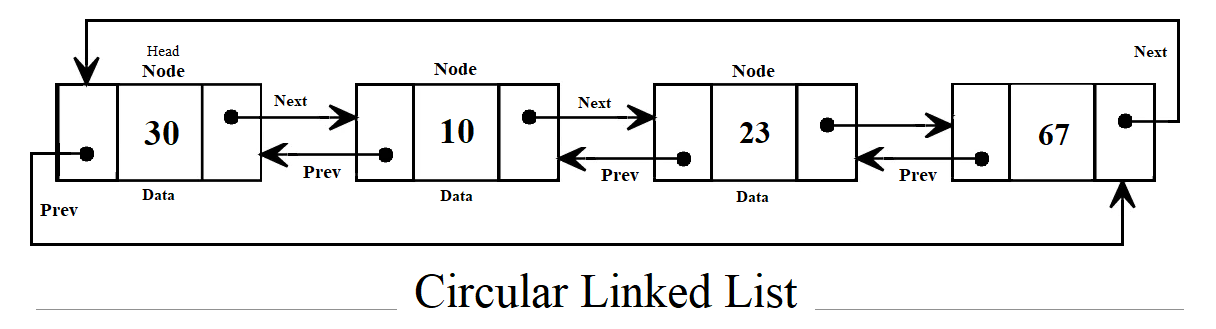 Next
Head
Node
Node
Node
Next
Next
30
10
23
67
Prev
Prev
Prev
Data
Data
Data
Prev
Circular Linked List